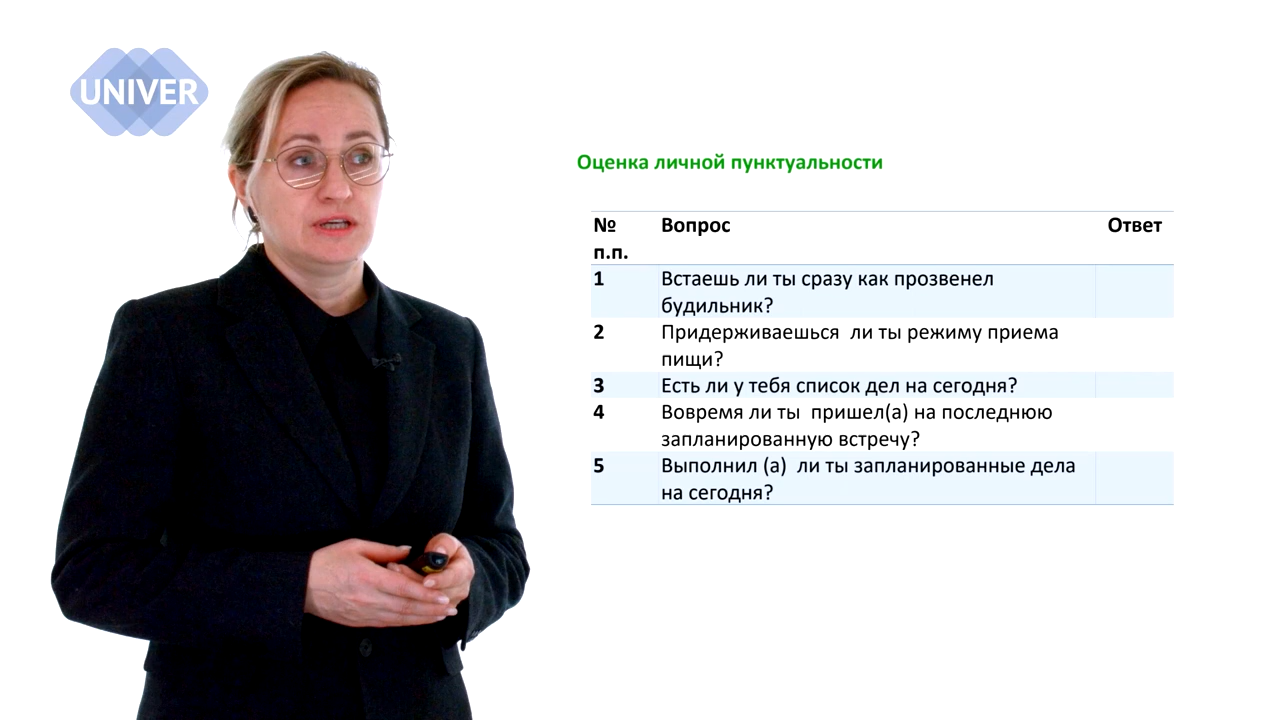 UNIVER
Оценка личной пунктуальности
№ Вопрос Ответ
п.п.
1 Встаешь ли ты сразу как прозвенел
будильник?
2 Придерживаешься  ли ты режиму приема
пищи?
3 Есть ли у тебя список дел на сегодня?
4 Вовремя ли ты  пришел(а) на последнюю
запланированную встречу?
5 Выполнил (а)  ли ты запланированные дела
на сегодня?